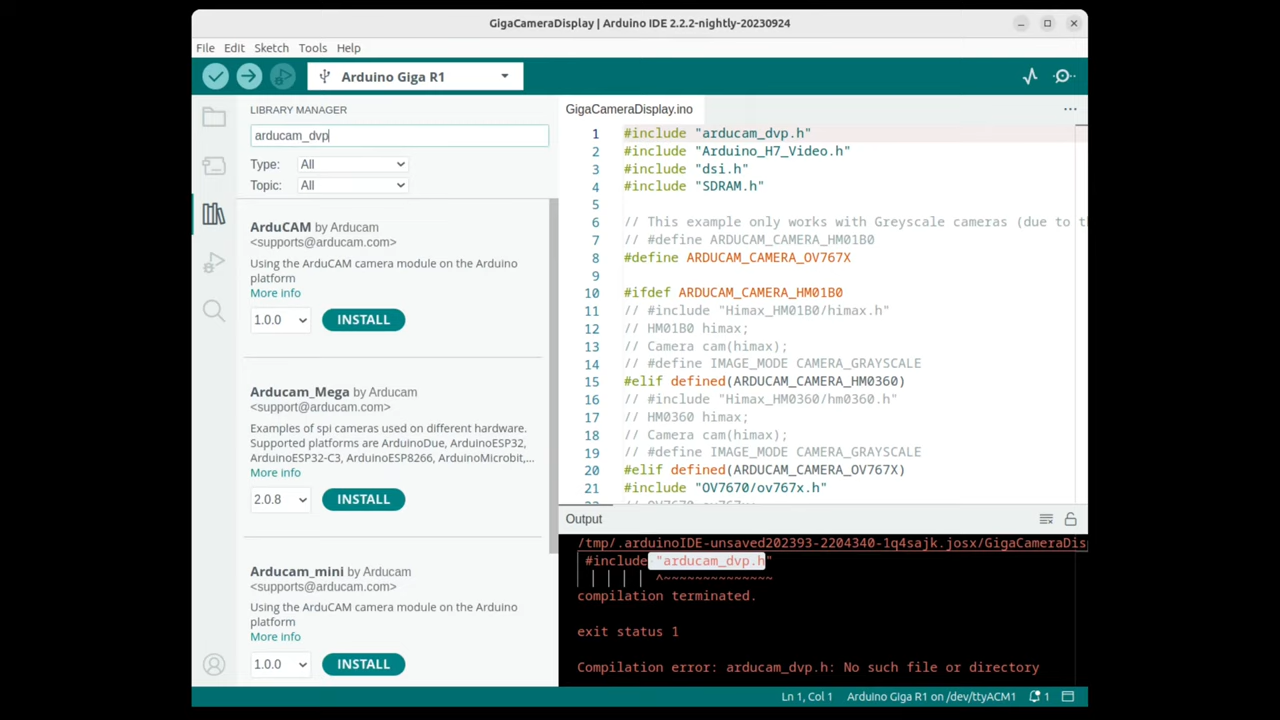 GigaCameraDisplay | Arduino IDE 2.2.2-nightly-20230924
File Edit Sketch Tools Help
Arduino Giga R1
LIBRARY MANAGER
arducam_dvp
Type: All
Topic: All
ArduCAM by Arducam
<supports@arducam.com>
Using the ArduCAM camera module on the Arduino
platform
More info
1.0.0 INSTALL
Arducam_Mega by Arducam
<support@arducam.com>
Examples of spi cameras used on different hardware.
Supported platforms are ArduinoDue, ArduinoESP32,
ArduinoESP32-C3, ArduinoESP8266, ArduinoMicrobit,...
More info
2.0.8 INSTALL
Arducam_mini by Arducam
<supports@arducam.com>
Using the ArduCAM camera module on the Arduino
platform
More info
1.0.0 INSTALL
GigaCameraDisplay.ino
1 #include "arducam_dvp.h"
2 #include "Arduino_H7_Video.h"
3 #include "dsi.h"
4 #include "SDRAM.h"
5
6 // This example only works with Greyscale cameras (due to th
7 // #define ARDUCAM_CAMERA_HM01B0
8 #define ARDUCAM_CAMERA_OV767X
9
10 #ifdef ARDUCAM_CAMERA_HM01B0
11 // #include "Himax_HM01B0/himax.h"
12 // HM01B0 himax;
13 // Camera cam(himax);
14 // #define IMAGE_MODE CAMERA_GRAYSCALE
15 #elif defined(ARDUCAM_CAMERA_HM0360)
16 // #include "Himax_HM0360/hm0360.h"
17 // HM0360 himax;
18 // Camera cam(himax);
19 // #define IMAGE_MODE CAMERA_GRAYSCALE
20 #elif defined(ARDUCAM_CAMERA_OV767X)
21 #include "OV7670/ov767x.h"
Output
/tmp/.arduinoIDE-unsaved202393-2204340-1q4sajk.josx/GigaCameraDisp
#include "arducam_dvp.h"
^~~~~~~~~~~~~~~
compilation terminated.
exit status 1
Compilation error: arducam_dvp.h: No such file or directory
Ln 1, Col 1 Arduino Giga R1 on /dev/ttyACM1 1